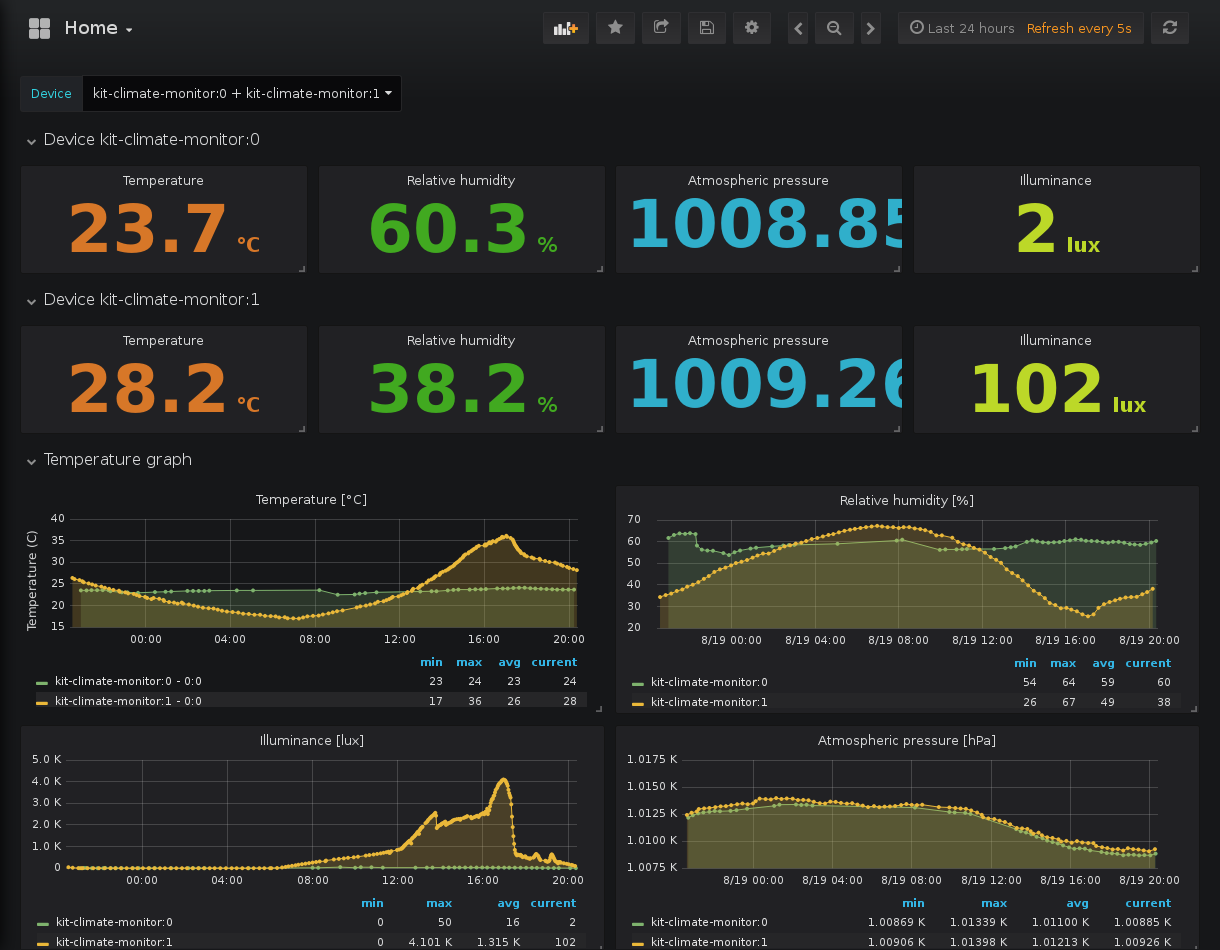 Home
Last 24 hours Refresh every 5s
Device kit-climate-monitor:0 + kit-climate-monitor:1
Device kit-climate-monitor:0
Temperature Relative humidity Atmospheric pressure Illuminance
23.7 °C 60.3 % 1008.85 2 lux
Device kit-climate-monitor:1
Temperature Relative humidity Atmospheric pressure Illuminance
28.2 °C 38.2 % 1009.26 102 lux
Temperature graph
Temperature [°C]
Temperature (C)
40
35
30
25
20
15
00:00 04:00 08:00 12:00 16:00 20:00
min max avg current
kit-climate-monitor:0 - 0:0 23 24 23 24
kit-climate-monitor:1 - 0:0 17 36 26 28
Relative humidity [%]
70
60
50
40
30
20
8/19 00:00 8/19 04:00 8/19 08:00 8/19 12:00 8/19 16:00 8/19 20:00
min max avg current
kit-climate-monitor:0 54 64 59 60
kit-climate-monitor:1 26 67 49 38
Illuminance [lux]
5.0 K
4.0 K
3.0 K
2.0 K
1.0 K
0
00:00 04:00 08:00 12:00 16:00 20:00
min max avg current
kit-climate-monitor:0 0 50 16 2
kit-climate-monitor:1 0 4.101 K 1.315 K 102
Atmospheric pressure [hPa]
1.0175 K
1.0150 K
1.0125 K
1.0100 K
1.0075 K
8/19 00:00 8/19 04:00 8/19 08:00 8/19 12:00 8/19 16:00 8/19 20:00
min max avg current
kit-climate-monitor:0 1.00869 K 1.01339 K 1.01100 K 1.00885 K
kit-climate-monitor:1 1.00906 K 1.01398 K 1.01213 K 1.00926 K